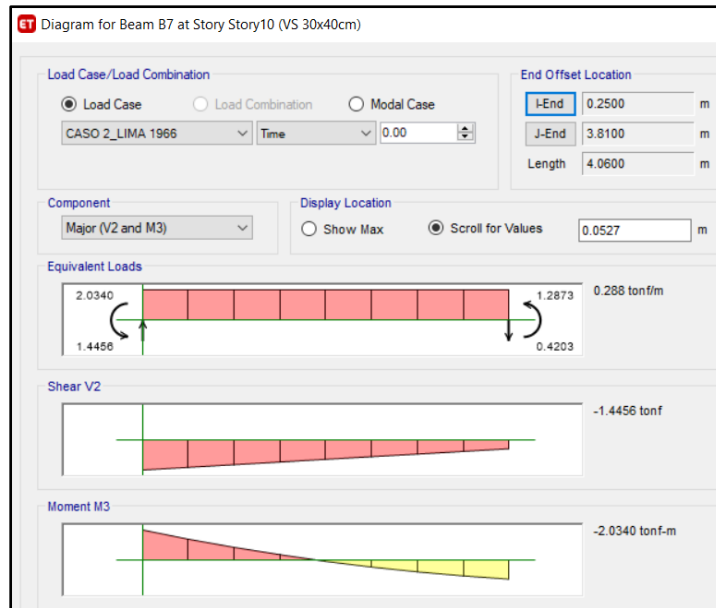 ET Diagram for Beam B7 at Story Story10 (VS 30x40cm)
Load Case/Load Combination
Load Case Load Combination Modal Case
CASO 2_LIMA 1966 Time 0.00
End Offset Location
I-End 0.2500 m
J-End 3.8100 m
Length 4.0600 m
Component
Major (V2 and M3)
Display Location
Show Max Scroll for Values 0.0527 m
Equivalent Loads
2.0340 1.2873 0.288 tonf/m
1.4456 0.4203
Shear V2
-1.4456 tonf
Moment M3
-2.0340 tonf-m